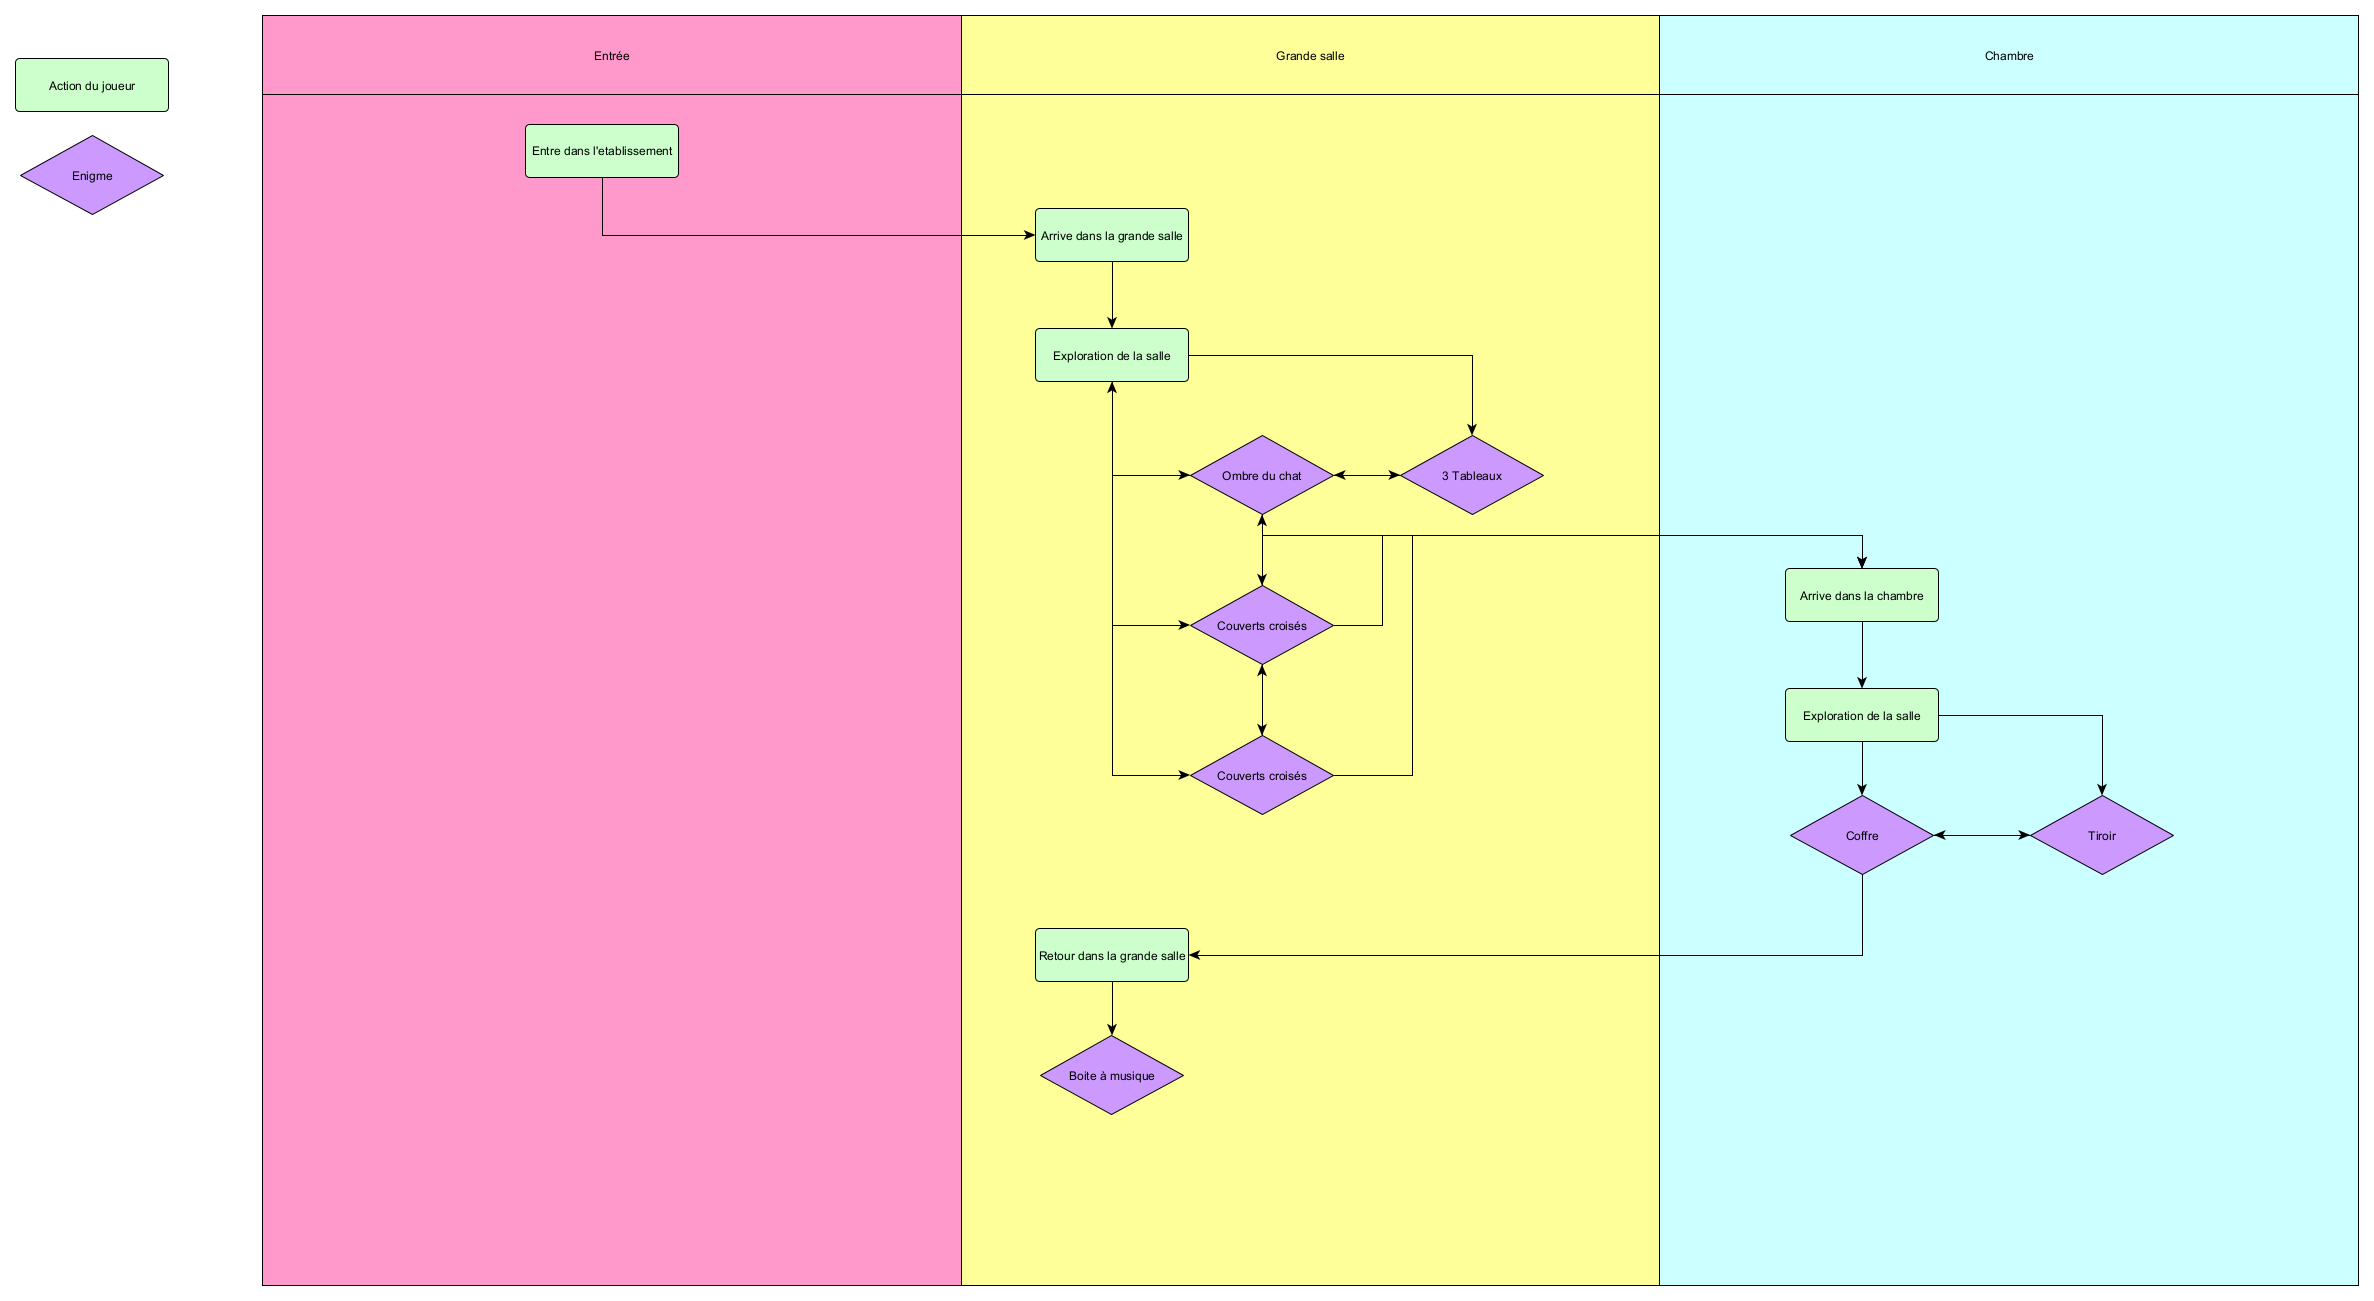 Entrée
Grande salle
Chambre
Action du joueur
Enigme
Entre dans l'etablissement
Arrive dans la grande salle
Exploration de la salle
Ombre du chat
3 Tableaux
Couverts croisés
Arrive dans la chambre
Exploration de la salle
Couverts croisés
Coffre
Tiroir
Retour dans la grande salle
Boite à musique